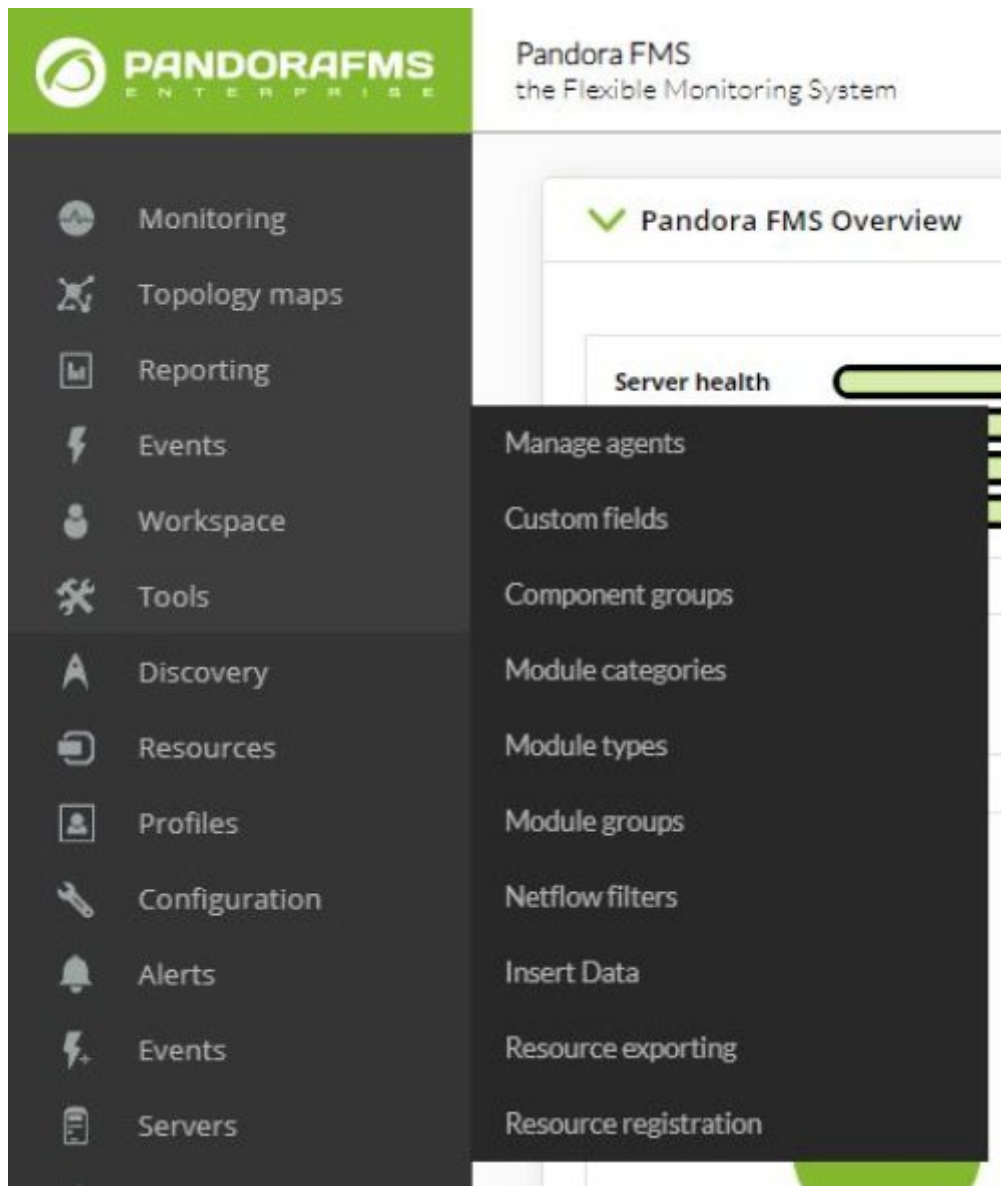 PANDORAFMS
ENTERPRISE
Pandora FMS
the Flexible Monitoring System
Monitoring
Topology maps
Reporting
Events
Workspace
Tools
Discovery
Resources
Profiles
Configuration
Alerts
Events
Servers
Pandora FMS Overview
Server health
Manage agents
Custom fields
Component groups
Module categories
Module types
Module groups
Netflow filters
Insert Data
Resource exporting
Resource registration